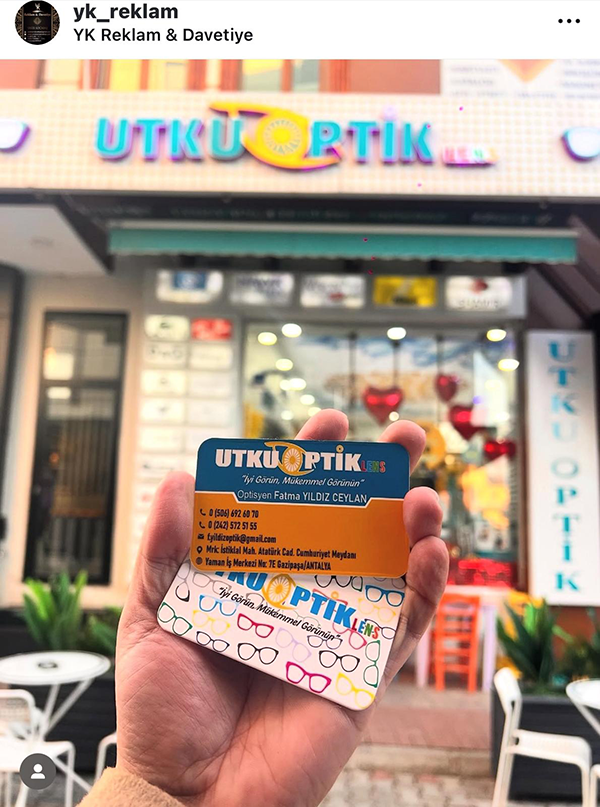 yk_reklam
YK Reklam & Davetiye
UTKU OPTİK LENS
UTKU OPTİK
UTKU OPTİK LENS
"İyi Görün, Mükemmel Görünün"
Optisyen Fatma YILDIZ CEYLAN
0 (506) 692 60 70
0 (242) 572 51 55
f.yildizoptik@gmail.com
Mrk: İstiklal Mah. Atatürk Cad. Cumhuriyet Meydanı
Yaman İş Merkezi No: 7E Gazipaşa/ANTALYA
UTKU OPTİK LENS
"İyi Görün, Mükemmel Görünün"